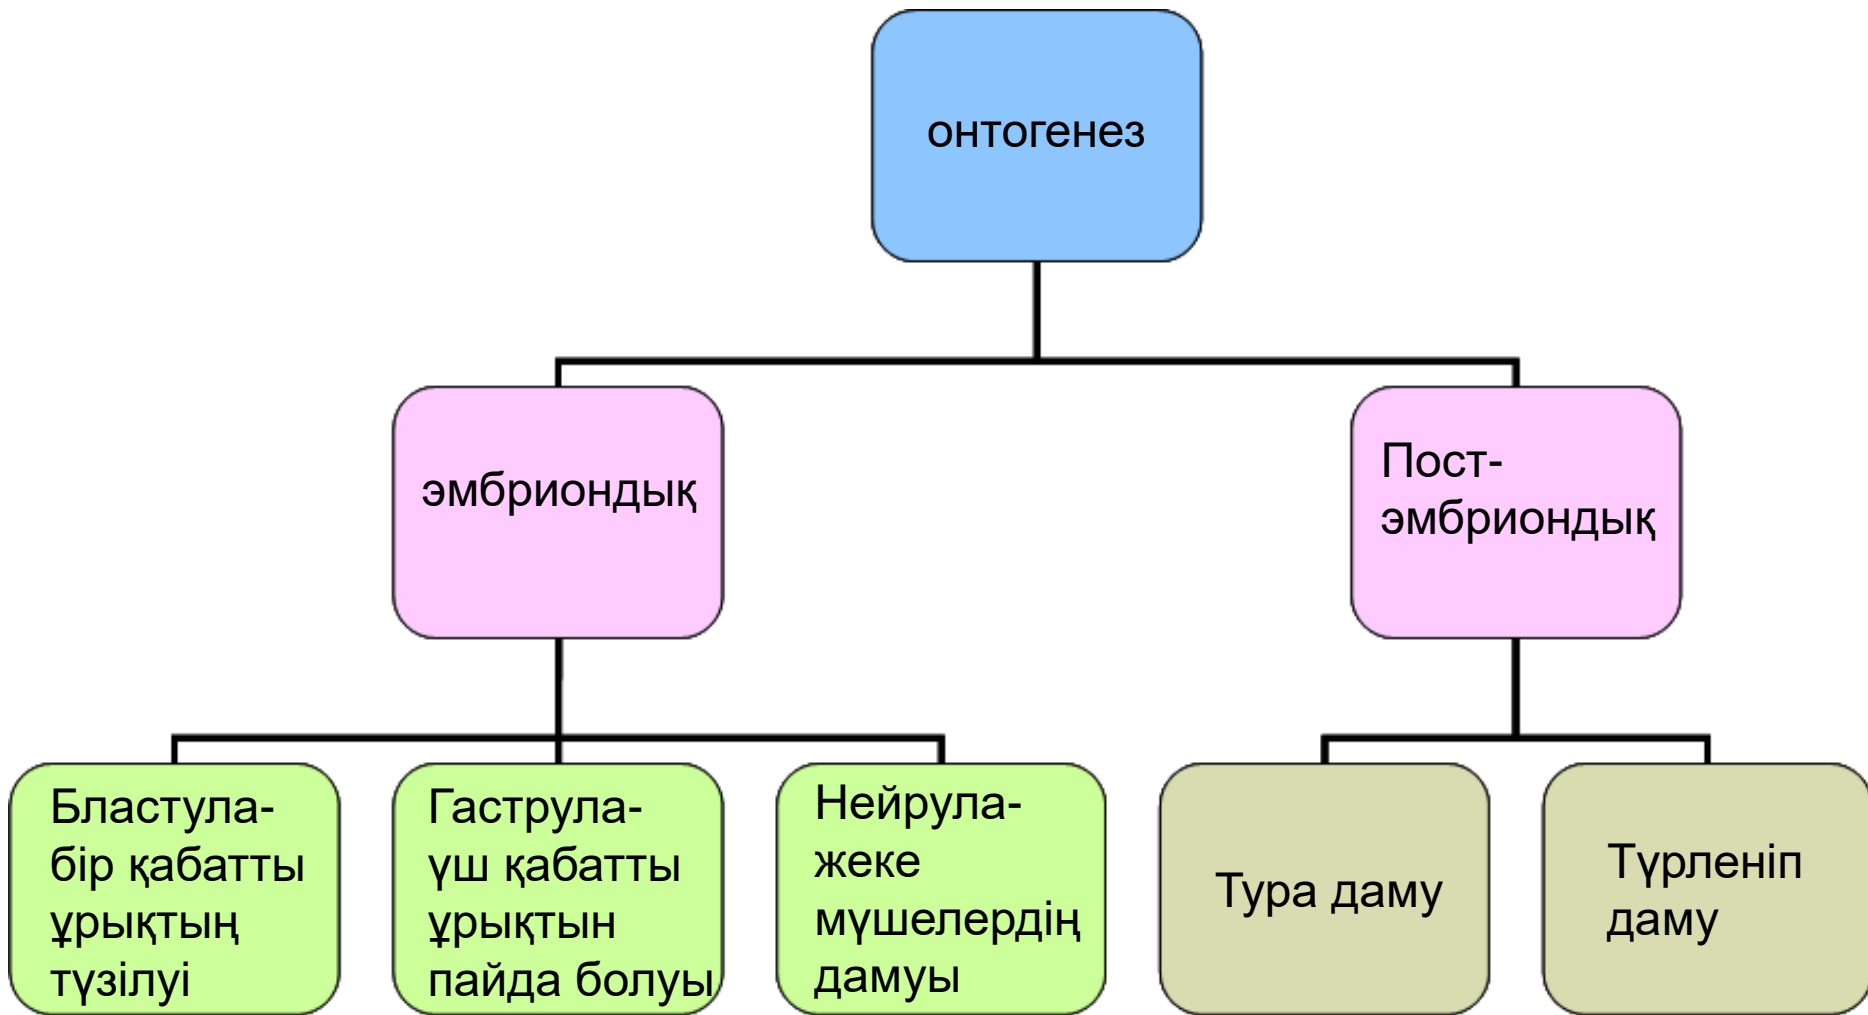 онтогенез
эмбриондық
Пост-
эмбриондық
Бластула-
бір қабатты
ұрықтың
түзілуі
Гаструла-
үш қабатты
ұрықтын
пайда болуы
Нейрула-
жеке
мүшелердің
дамуы
Тура даму
Түрленіп
даму